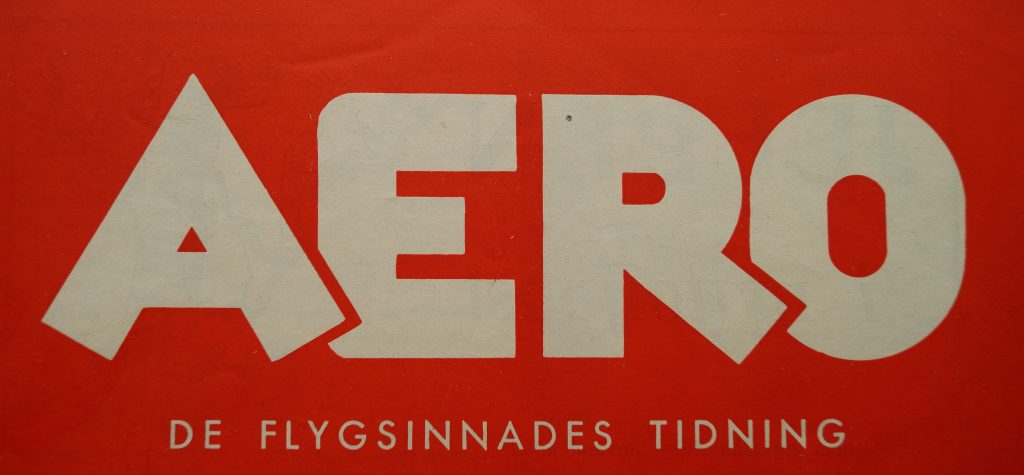 AERO
DE FLYGSINNADES TIDNING